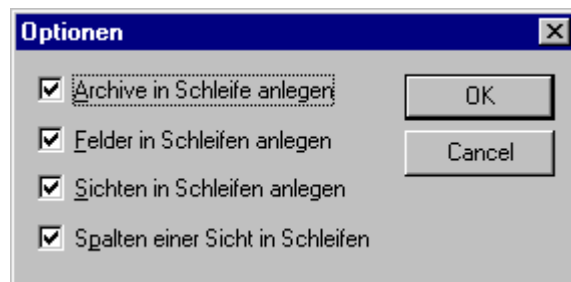 Optionen
Archive in Schleife anlegen
OK
Felder in Schleifen anlegen
Cancel
Sichten in Schleifen anlegen
Spalten einer Sicht in Schleifen